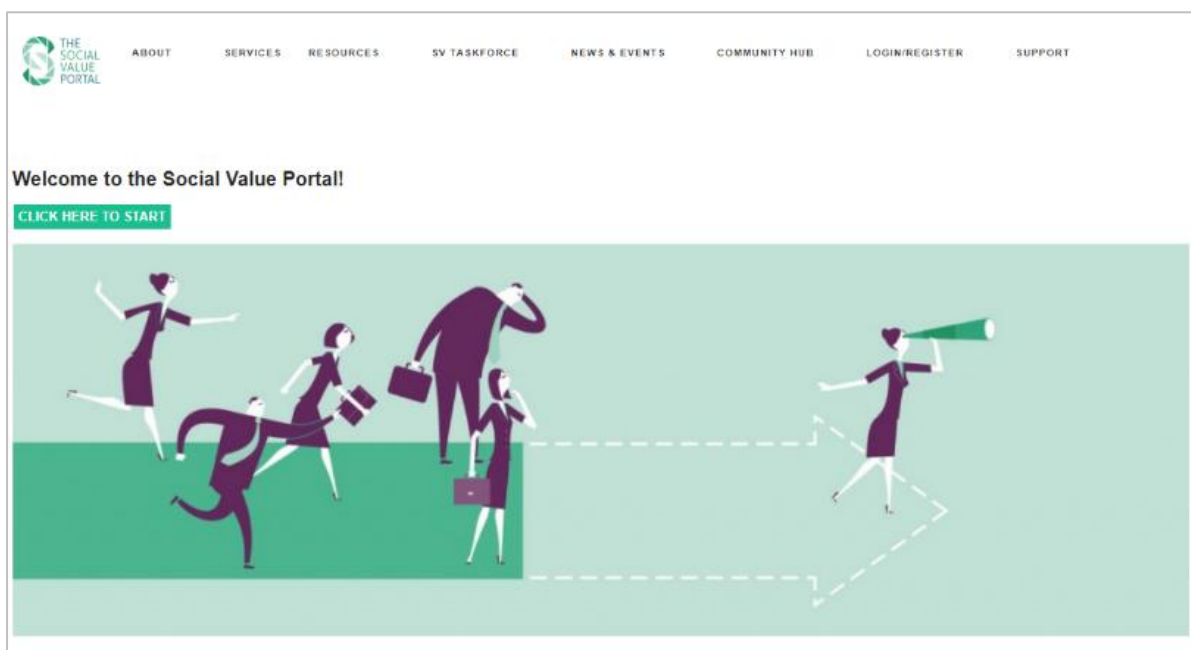 THE
SOCIAL
VALUE
PORTAL
ABOUT SERVICES RESOURCES SV TASKFORCE NEWS & EVENTS COMMUNITY HUB LOGIN/REGISTER SUPPORT
Welcome to the Social Value Portal!
CLICK HERE TO START